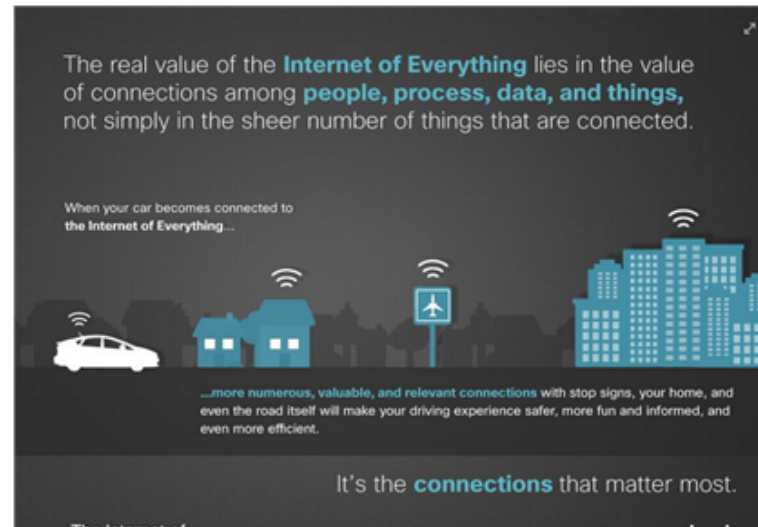 The real value of the Internet of Everything lies in the value
of connections among people, process, data, and things,
not simply in the sheer number of things that are connected.
When your car becomes connected to
the Internet of Everything...
...more numerous, valuable, and relevant connections with stop signs, your home, and
even the road itself will make your driving experience safer, more fun and informed, and
even more efficient.
It's the connections that matter most.
The Internet of